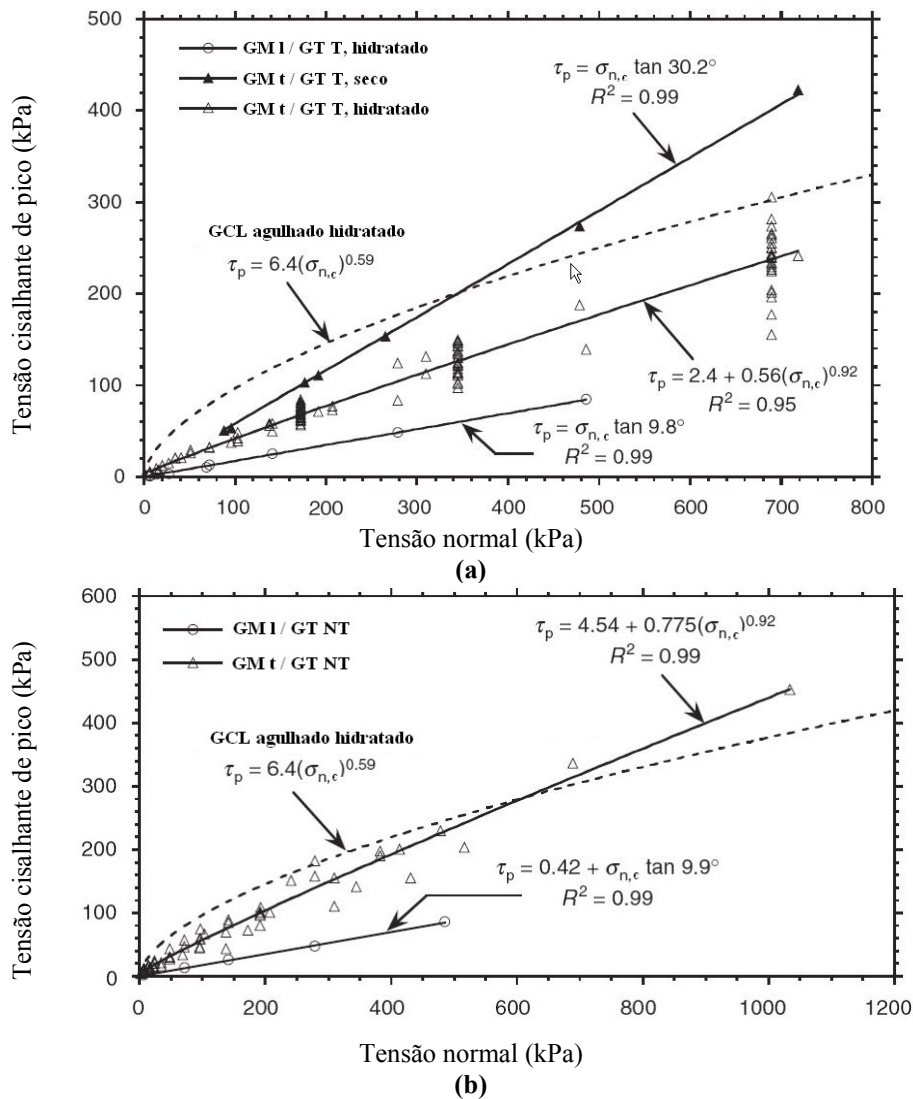 Tensão cisalhante de pico (kPa)
500
400
300
200
100
0
GM l / GT T, hidratado
GM t / GT T, seco
GM t / GT T, hidratado
τp = σn,c tan 30.2°
R² = 0.99
GCL agulhado hidratado
τp = 6.4(σn,c)^0.59
τp = 2.4 + 0.56(σn,c)^0.92
R² = 0.95
τp = σn,c tan 9.8°
R² = 0.99
0 100 200 300 400 500 600 700 800
Tensão normal (kPa)
(a)
Tensão cisalhante de pico (kPa)
600
500
400
300
200
100
0
GM l / GT NT
GM t / GT NT
τp = 4.54 + 0.775(σn,c)^0.92
R² = 0.99
GCL agulhado hidratado
τp = 6.4(σn,c)^0.59
τp = 0.42 + σn,c tan 9.9°
R² = 0.99
0 200 400 600 800 1000 1200
Tensão normal (kPa)
(b)